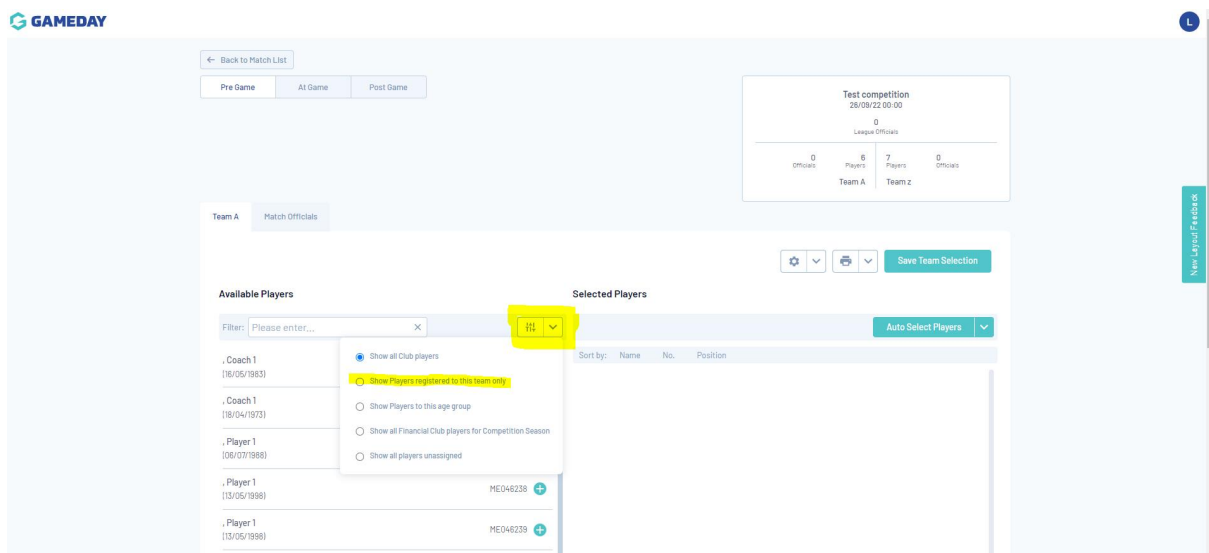 GAMEDAY
L
← Back to Match List
Pre Game At Game Post Game
Test competition
26/09/22 00:00
0
League Officials
0 6 7 0
Officials Players Players Officials
Team A Team z
New Layout Feedback
Team A Match Officials
Save Team Selection
Available Players Selected Players
Filter: Please enter... Auto Select Players
Sort by: Name No. Position
, Coach 1
(16/05/1983)
, Coach 1
(18/04/1973)
, Player 1
(06/07/1988)
Show all Club players
Show Players registered to this team only
Show Players to this age group
Show all Financial Club players for Competition Season
Show all players unassigned
, Player 1 ME046238
(13/05/1998)
, Player 1 ME046239
(13/05/1998)